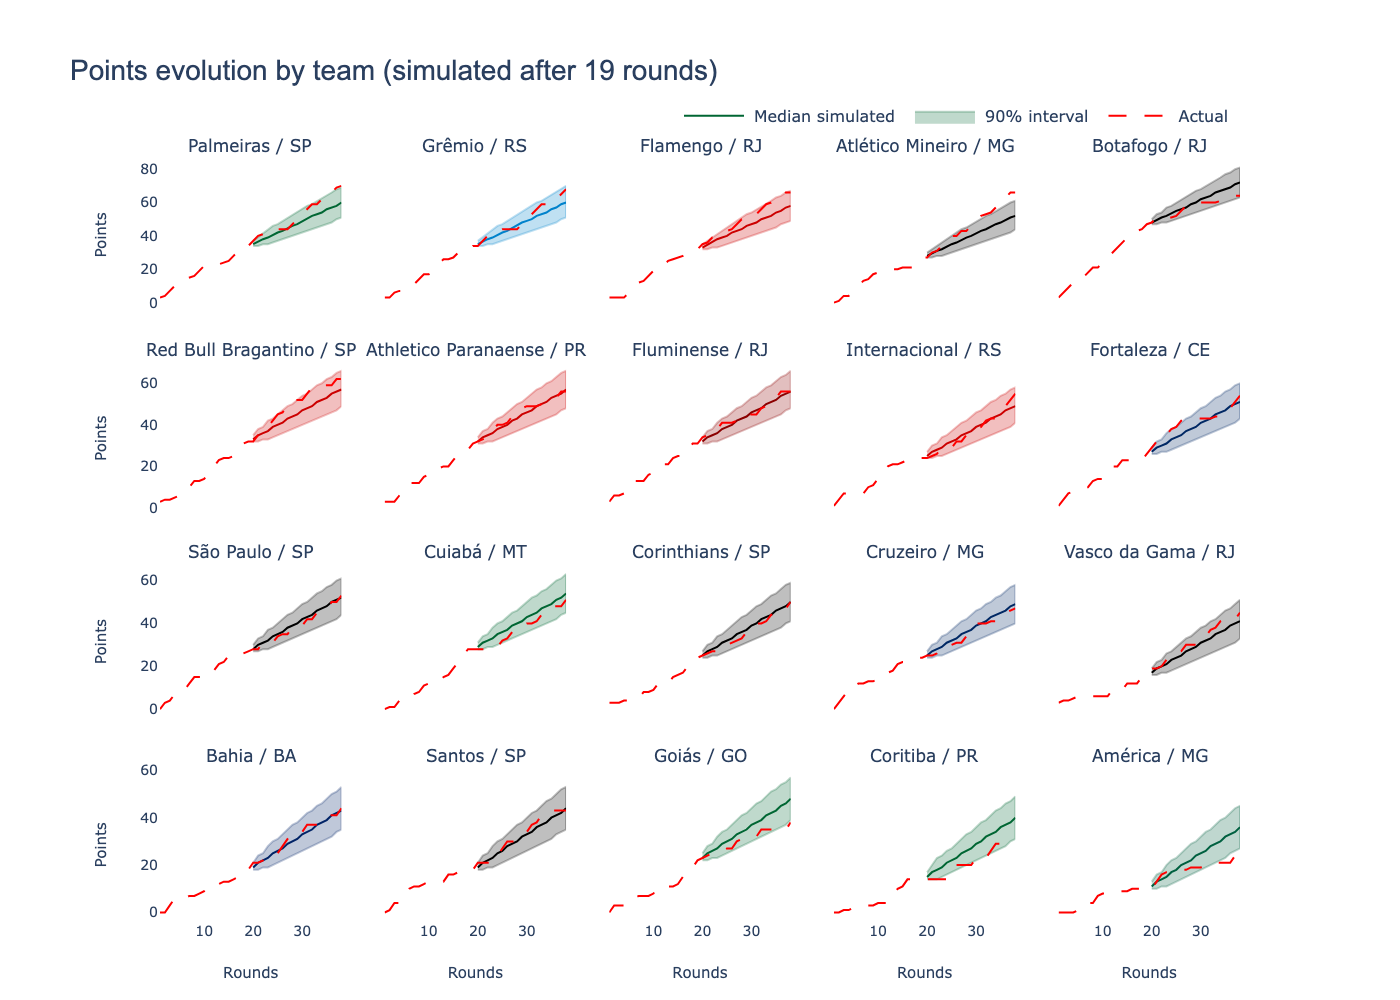 Points evolution by team (simulated after 19 rounds)
Median simulated
90% interval
Actual
Palmeiras / SP
Grêmio / RS
Flamengo / RJ
Atlético Mineiro / MG
Botafogo / RJ
80
60
40
20
0
Points
Red Bull Bragantino / SP
Athletico Paranaense / PR
Fluminense / RJ
Internacional / RS
Fortaleza / CE
60
40
20
0
Points
São Paulo / SP
Cuiabá / MT
Corinthians / SP
Cruzeiro / MG
Vasco da Gama / RJ
60
40
20
0
Points
Bahia / BA
Santos / SP
Goiás / GO
Coritiba / PR
América / MG
60
40
20
0
Points
10 20 30
10 20 30
10 20 30
10 20 30
10 20 30
Rounds
Rounds
Rounds
Rounds
Rounds